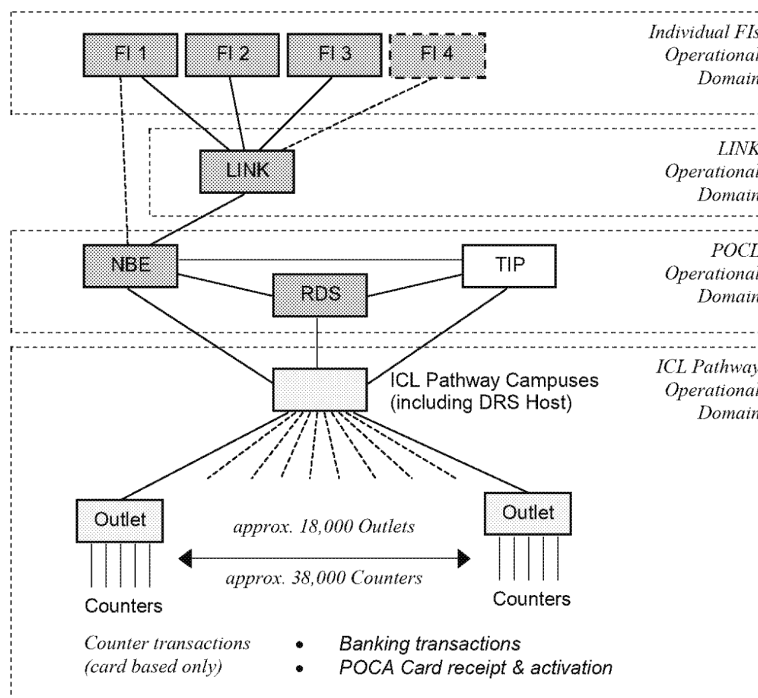 Individual FIs
Operational
Domain
FI 1
FI 2
FI 3
FI 4
LINK
Operational
Domain
LINK
POCL
Operational
Domain
NBE
TIP
RDS
ICL Pathway
Operational
Domain
ICL Pathway Campuses
(including DRS Host)
Outlet
Outlet
approx. 18,000 Outlets
approx. 38,000 Counters
Counters
Counters
Counter transactions
(card based only)
• Banking transactions
• POCA Card receipt & activation